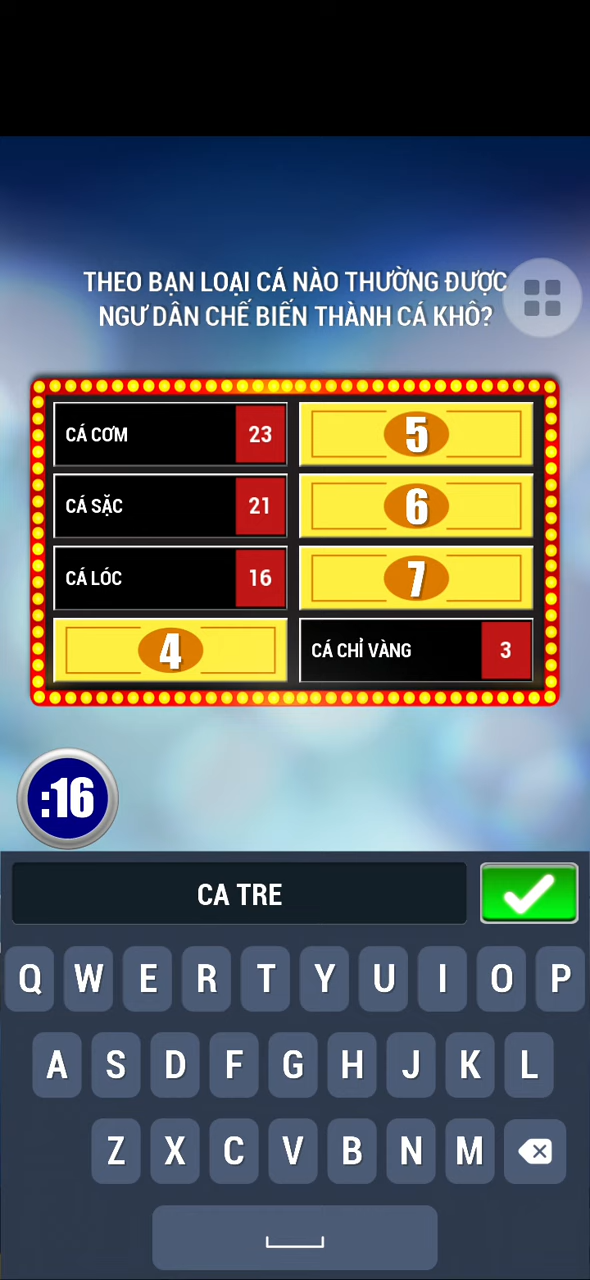 THEO BẠN LOẠI CÁ NÀO THƯỜNG ĐƯỢC
NGƯ DÂN CHẾ BIẾN THÀNH CÁ KHÔ?
CÁ CƠM 23
5
CÁ SẶC 21
6
CÁ LÓC 16
7
4
CÁ CHỈ VÀNG 3
:16
CA TRE
Q W E R T Y U I O P
A S D F G H J K L
Z X C V B N M